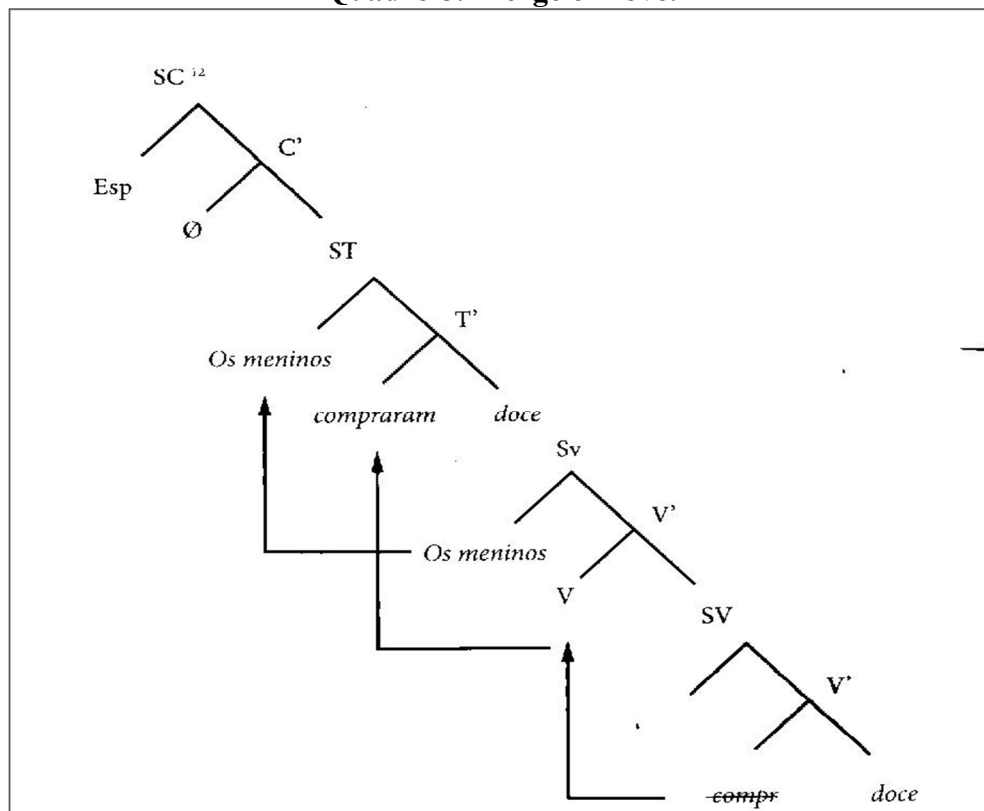 SC 12
C'
Esp
Ø
ST
T'
Os meninos
compraram
doce
Sv
V'
Os meninos
V
SV
V'
compr
doce